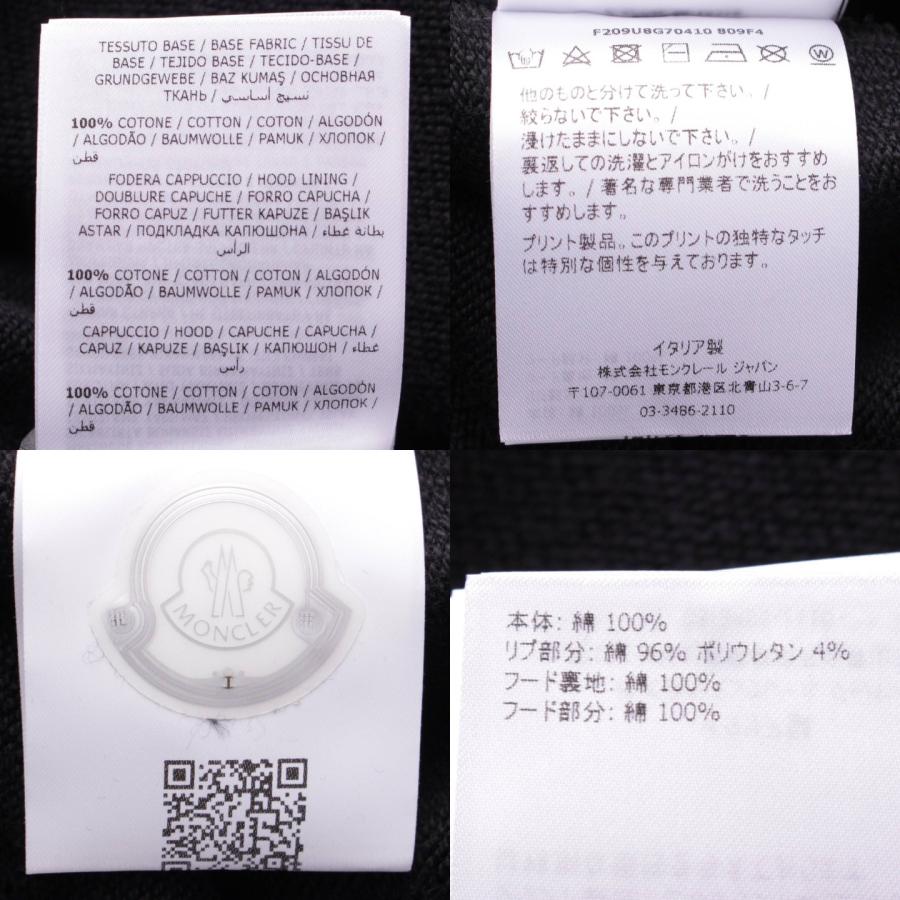 TESSUTO BASE / BASE FABRIC / TISSU DE
BASE / TEJIDO BASE / TECIDO-BASE /
GRUNDGEWEBE / BAZ KUMAŞ / ОСНОВНАЯ
ТКАНЬ / نسيج أساسي /
100% COTONE / COTTON / COTON / ALGODÓN
/ ALGODÃO / BAUMWOLLE / PAMUK / ХЛОПОК /
قطن
FODERA CAPPUCCIO / HOOD LINING /
DOUBLURE CAPUCHE / FORRO CAPUCHA /
FORRO CAPUZ / FUTTER KAPUZE / BAŞLIK
ASTAR / ПОДКЛАДКА КАПЮШОНА / بطانة غطاء
الرأس
100% COTONE / COTTON / COTON / ALGODÓN
/ ALGODÃO / BAUMWOLLE / PAMUK / ХЛОПОК /
قطن
CAPPUCCIO / HOOD / CAPUCHE / CAPUCHA /
CAPUZ / KAPUZE / BAŞLIK / КАПЮШОН / غطاء
رأس
100% COTONE / COTTON / COTON / ALGODÓN
/ ALGODÃO / BAUMWOLLE / PAMUK / ХЛОПОК /
قطن
F209U8G70410 809F4
W
他のものと分けて洗って下さい。/
絞らないで下さい。/
浸けたままにしないで下さい。/
裏返しての洗濯とアイロンがけをおすすめ
します。/ 著名な専門業者で洗うことをお
すすめします。
プリント製品。このプリントの独特なタッチ
は特別な個性を与えております。
イタリア製
株式会社モンクレール ジャパン
〒107-0061 東京都港区北青山3-6-7
03-3486-2110
MONCLER
本体: 綿 100%
リブ部分: 綿 96% ポリウレタン 4%
フード裏地: 綿 100%
フード部分: 綿 100%